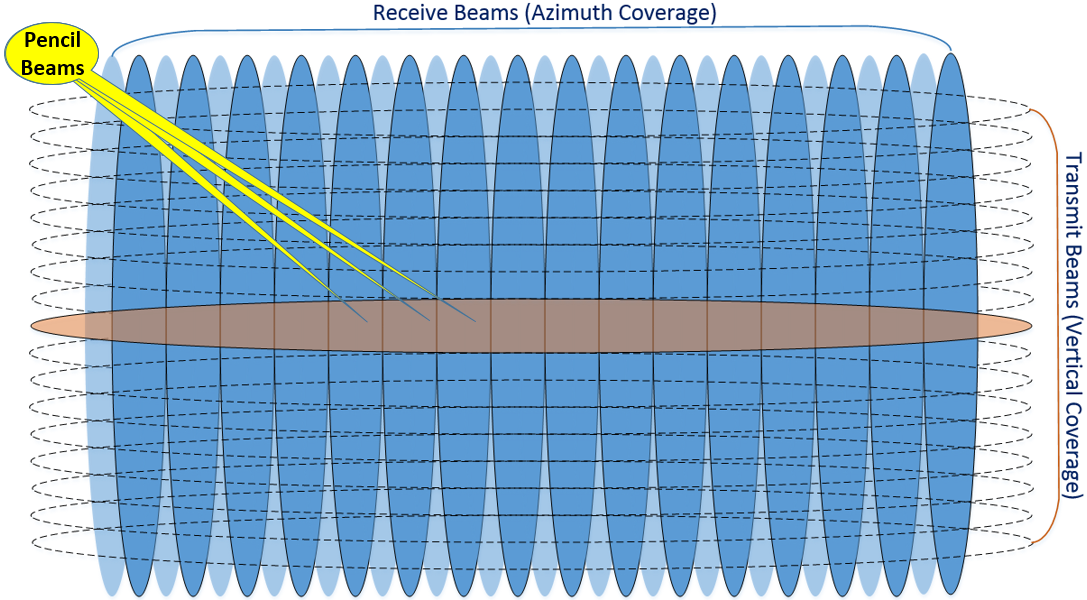 Receive Beams (Azimuth Coverage)
Pencil
Beams
Transmit Beams (Vertical Coverage)